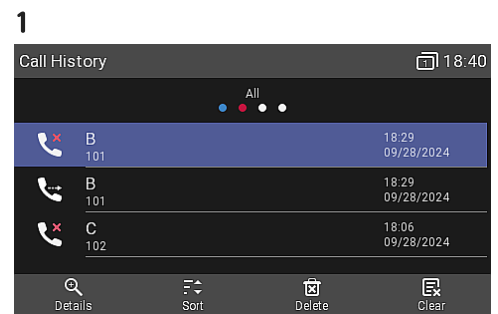 1
Call History 1 18:40
All
B 18:29
101 09/28/2024
B 18:29
101 09/28/2024
C 18:06
102 09/28/2024
Details Sort Delete Clear